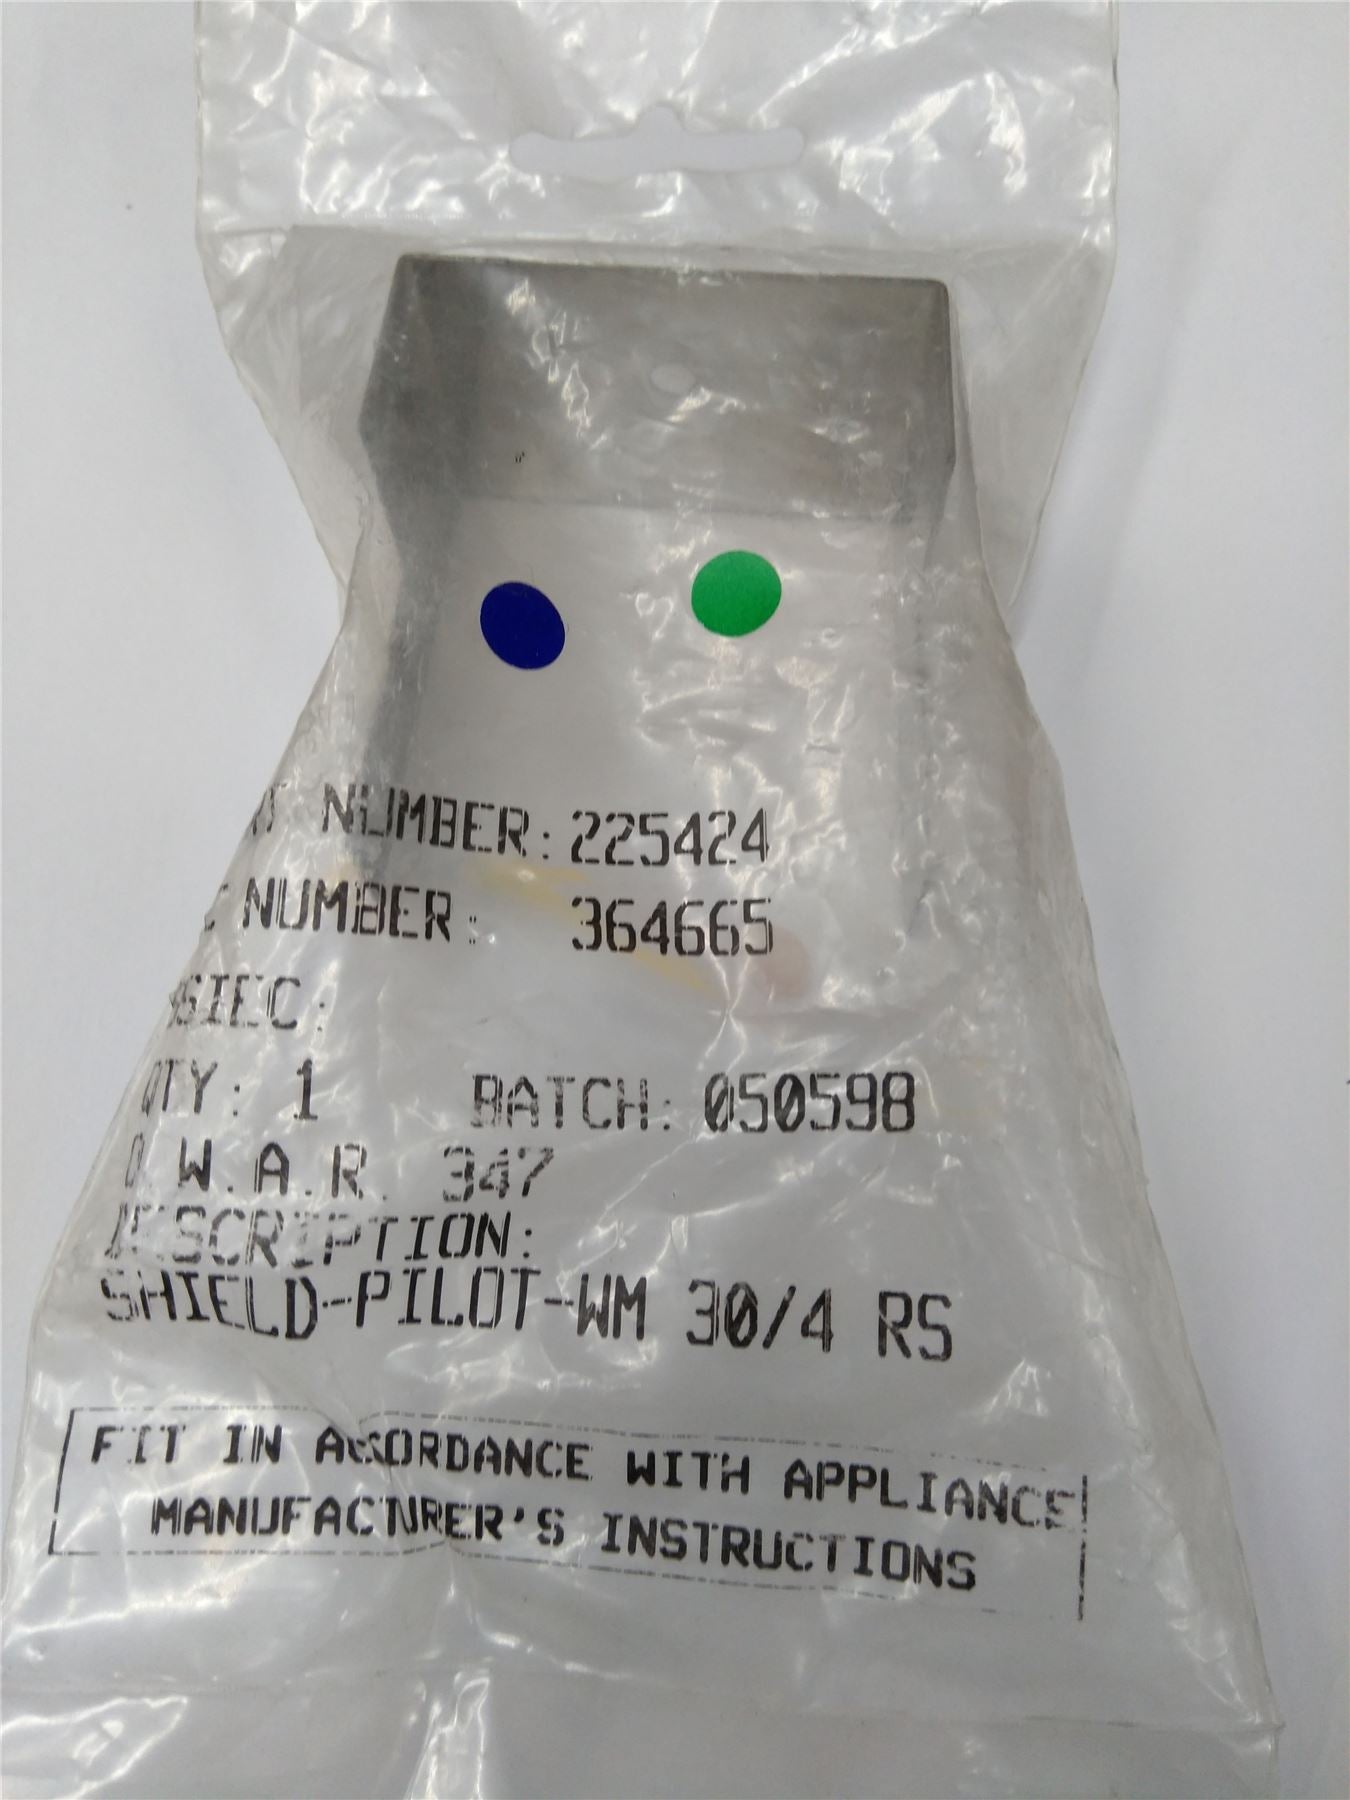 NUMBER: 225424
NUMBER: 364665
SIEC:
QTY: 1 BATCH: 050598
W.A.R. 347
DESCRIPTION:
SHIELD-PILOT-WM 30/4 RS
FIT IN ACCORDANCE WITH APPLIANCE
MANUFACTURER'S INSTRUCTIONS